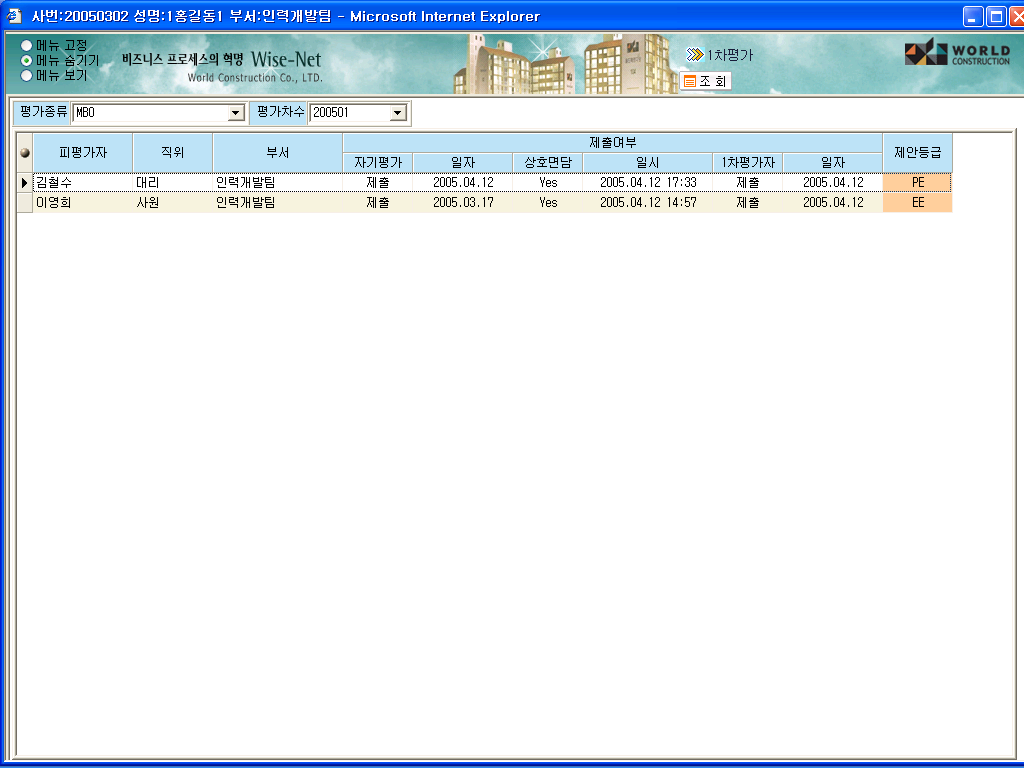 사번:20050302 성명:1홍길동1 부서:인력개발팀 - Microsoft Internet Explorer
메뉴 고정
메뉴 숨기기
메뉴 보기
비즈니스 프로세스의 혁명 Wise-Net
World Construction Co., LTD.
1차평가
조 회
WORLD
CONSTRUCTION
평가종류 MBO 평가차수 200501
피평가자 직위 부서 제출여부 제안등급
자기평가 일자 상호면담 일시 1차평가자 일자
김철수 대리 인력개발팀 제출 2005.04.12 Yes 2005.04.12 17:33 제출 2005.04.12 PE
이영희 사원 인력개발팀 제출 2005.03.17 Yes 2005.04.12 14:57 제출 2005.04.12 EE